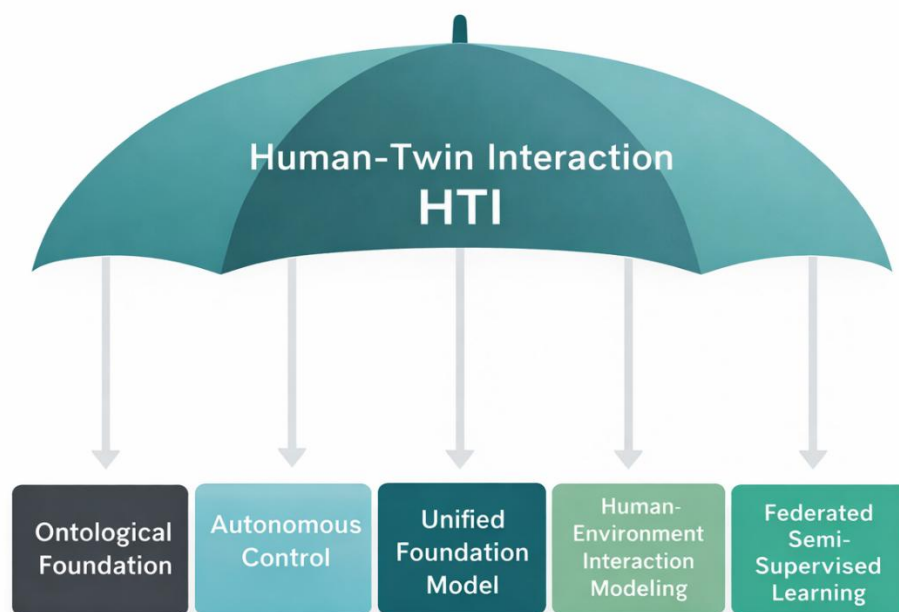 Human-Twin Interaction
HTI
Ontological
Foundation
Autonomous
Control
Unified
Foundation
Model
Human-
Environment
Interaction
Modeling
Federated
Semi-
Supervised
Learning